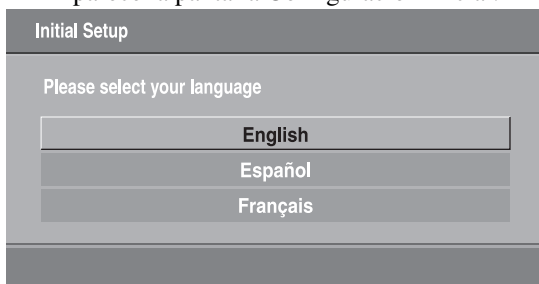 Initial Setup
Please select your language
English
Español
Français